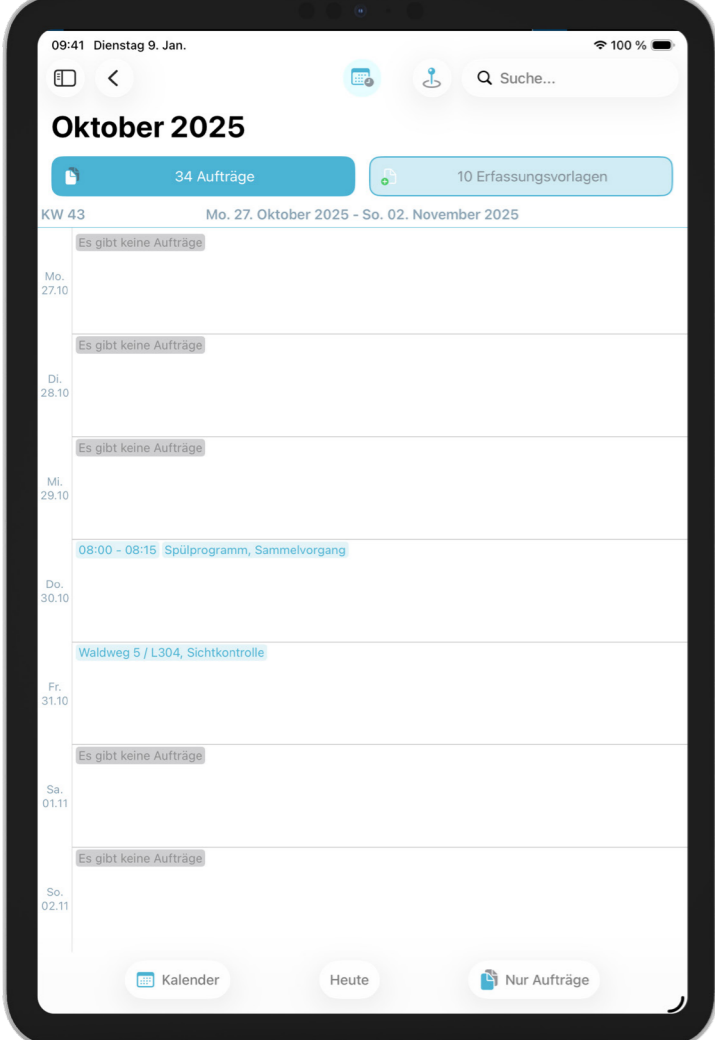 09:41 Dienstag 9. Jan. 100 %
Suche...
Oktober 2025
34 Aufträge 10 Erfassungsvorlagen
KW 43 Mo. 27. Oktober 2025 - So. 02. November 2025
Es gibt keine Aufträge
Mo.
27.10
Es gibt keine Aufträge
Di.
28.10
Es gibt keine Aufträge
Mi.
29.10
08:00 - 08:15 Spülprogramm, Sammelvorgang
Do.
30.10
Waldweg 5 / L304, Sichtkontrolle
Fr.
31.10
Es gibt keine Aufträge
Sa.
01.11
Es gibt keine Aufträge
So.
02.11
Kalender Heute Nur Aufträge